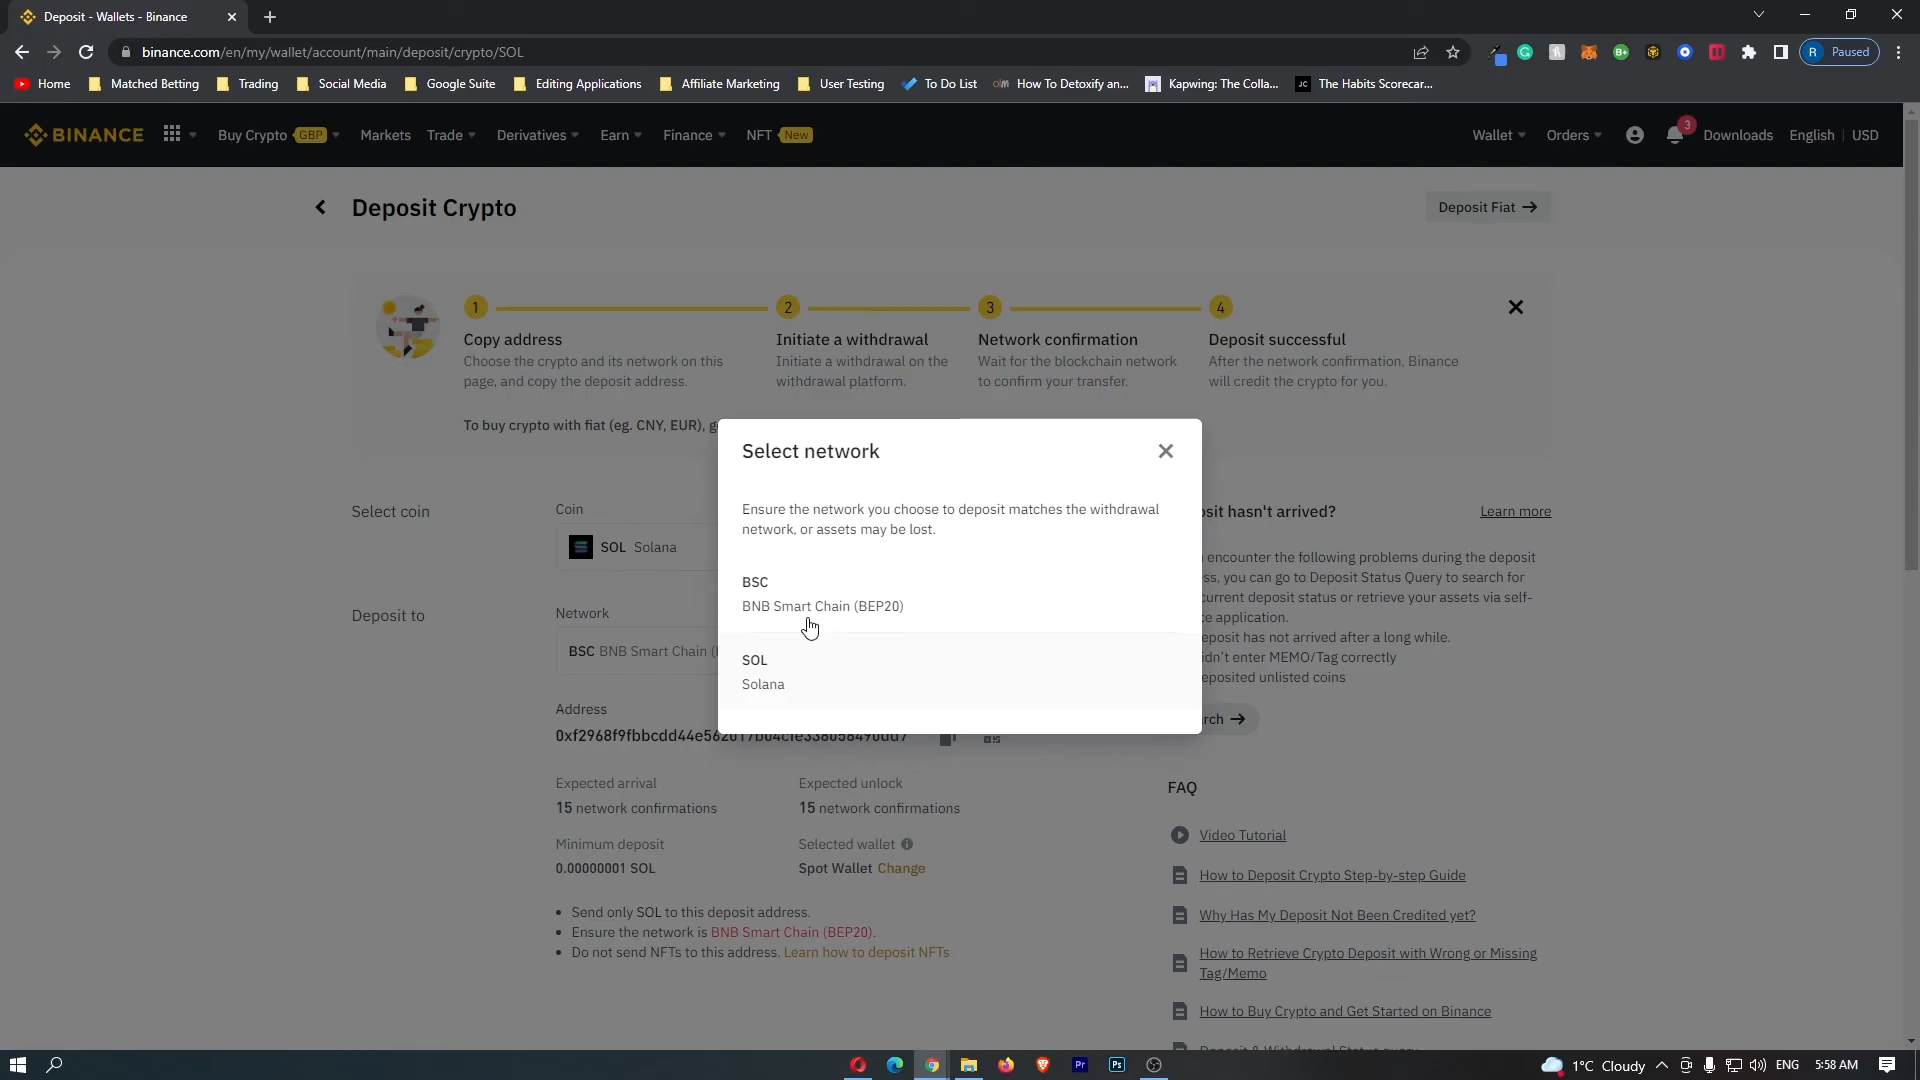 Deposit - Wallets - Binance
binance.com/en/my/wallet/account/main/deposit/crypto/SOL
R Paused
Home Matched Betting Trading Social Media Google Suite Editing Applications Affiliate Marketing User Testing To Do List How To Detoxify an... Kapwing: The Colla... JC The Habits Scorecar...
BINANCE Buy Crypto GBP Markets Trade Derivatives Earn Finance NFT New Wallet Orders 3 Downloads English USD
Deposit Crypto
Deposit Fiat
1 2 3 4
Copy address Initiate a withdrawal Network confirmation Deposit successful
Choose the crypto and its network on this Initiate a withdrawal on the Wait for the blockchain network After the network confirmation, Binance
page, and copy the deposit address. withdrawal platform. to confirm your transfer. will credit the crypto for you.
To buy crypto with fiat (eg. CNY, EUR),
Select network
Ensure the network you choose to deposit matches the withdrawal
network, or assets may be lost.
BSC
BNB Smart Chain (BEP20)
SOL
Solana
Select coin
Coin
SOL Solana
Deposit to
Network
BSC BNB Smart Chain
Address
Expected arrival Expected unlock
15 network confirmations 15 network confirmations
Minimum deposit Selected wallet
0.00000001 SOL Spot Wallet Change
• Send only SOL to this deposit address.
• Ensure the network is BNB Smart Chain (BEP20).
• Do not send NFTs to this address. Learn how to deposit NFTs
hasn't arrived? Learn more
encounter the following problems during the deposit
you can go to Deposit Status Query to search for
current deposit status or retrieve your assets via self-
application.
has not arrived after a long while.
enter MEMO/Tag correctly
unlisted coins
FAQ
Video Tutorial
How to Deposit Crypto Step-by-step Guide
Why Has My Deposit Not Been Credited yet?
How to Retrieve Crypto Deposit with Wrong or Missing
Tag/Memo
How to Buy Crypto and Get Started on Binance
Pr Ps 1°C Cloudy ENG 5:58 AM